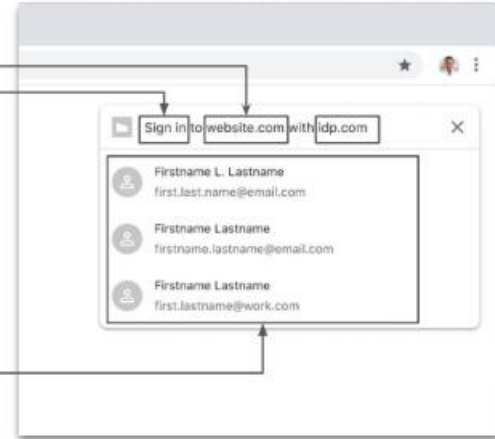 Sign in to website.com with idp.com
Firstname L. Lastname
first.last.name@email.com
Firstname Lastname
firstname.lastname@email.com
Firstname Lastname
first.lastname@work.com